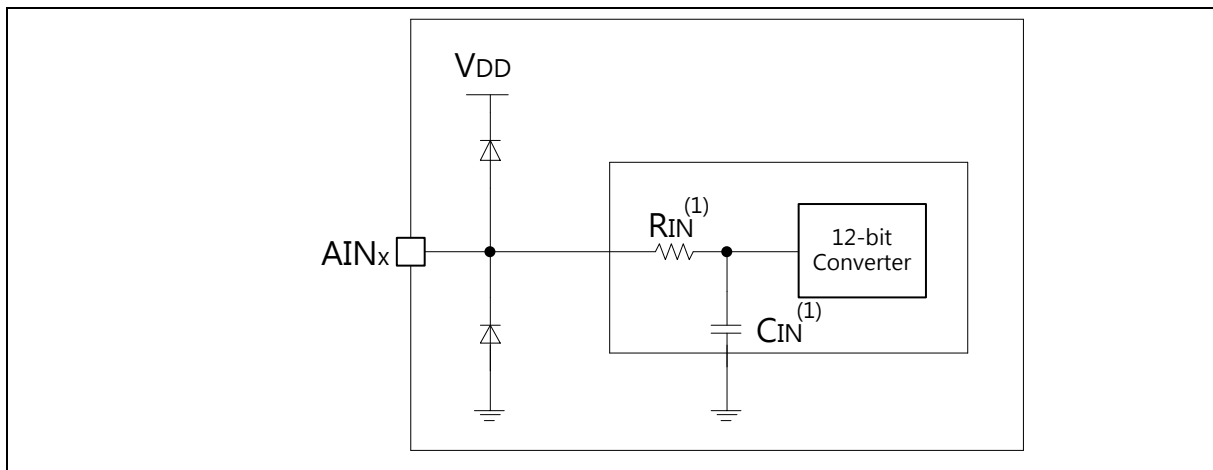 VDD
RIN(1)
12-bit
Converter
AINx
CIN(1)